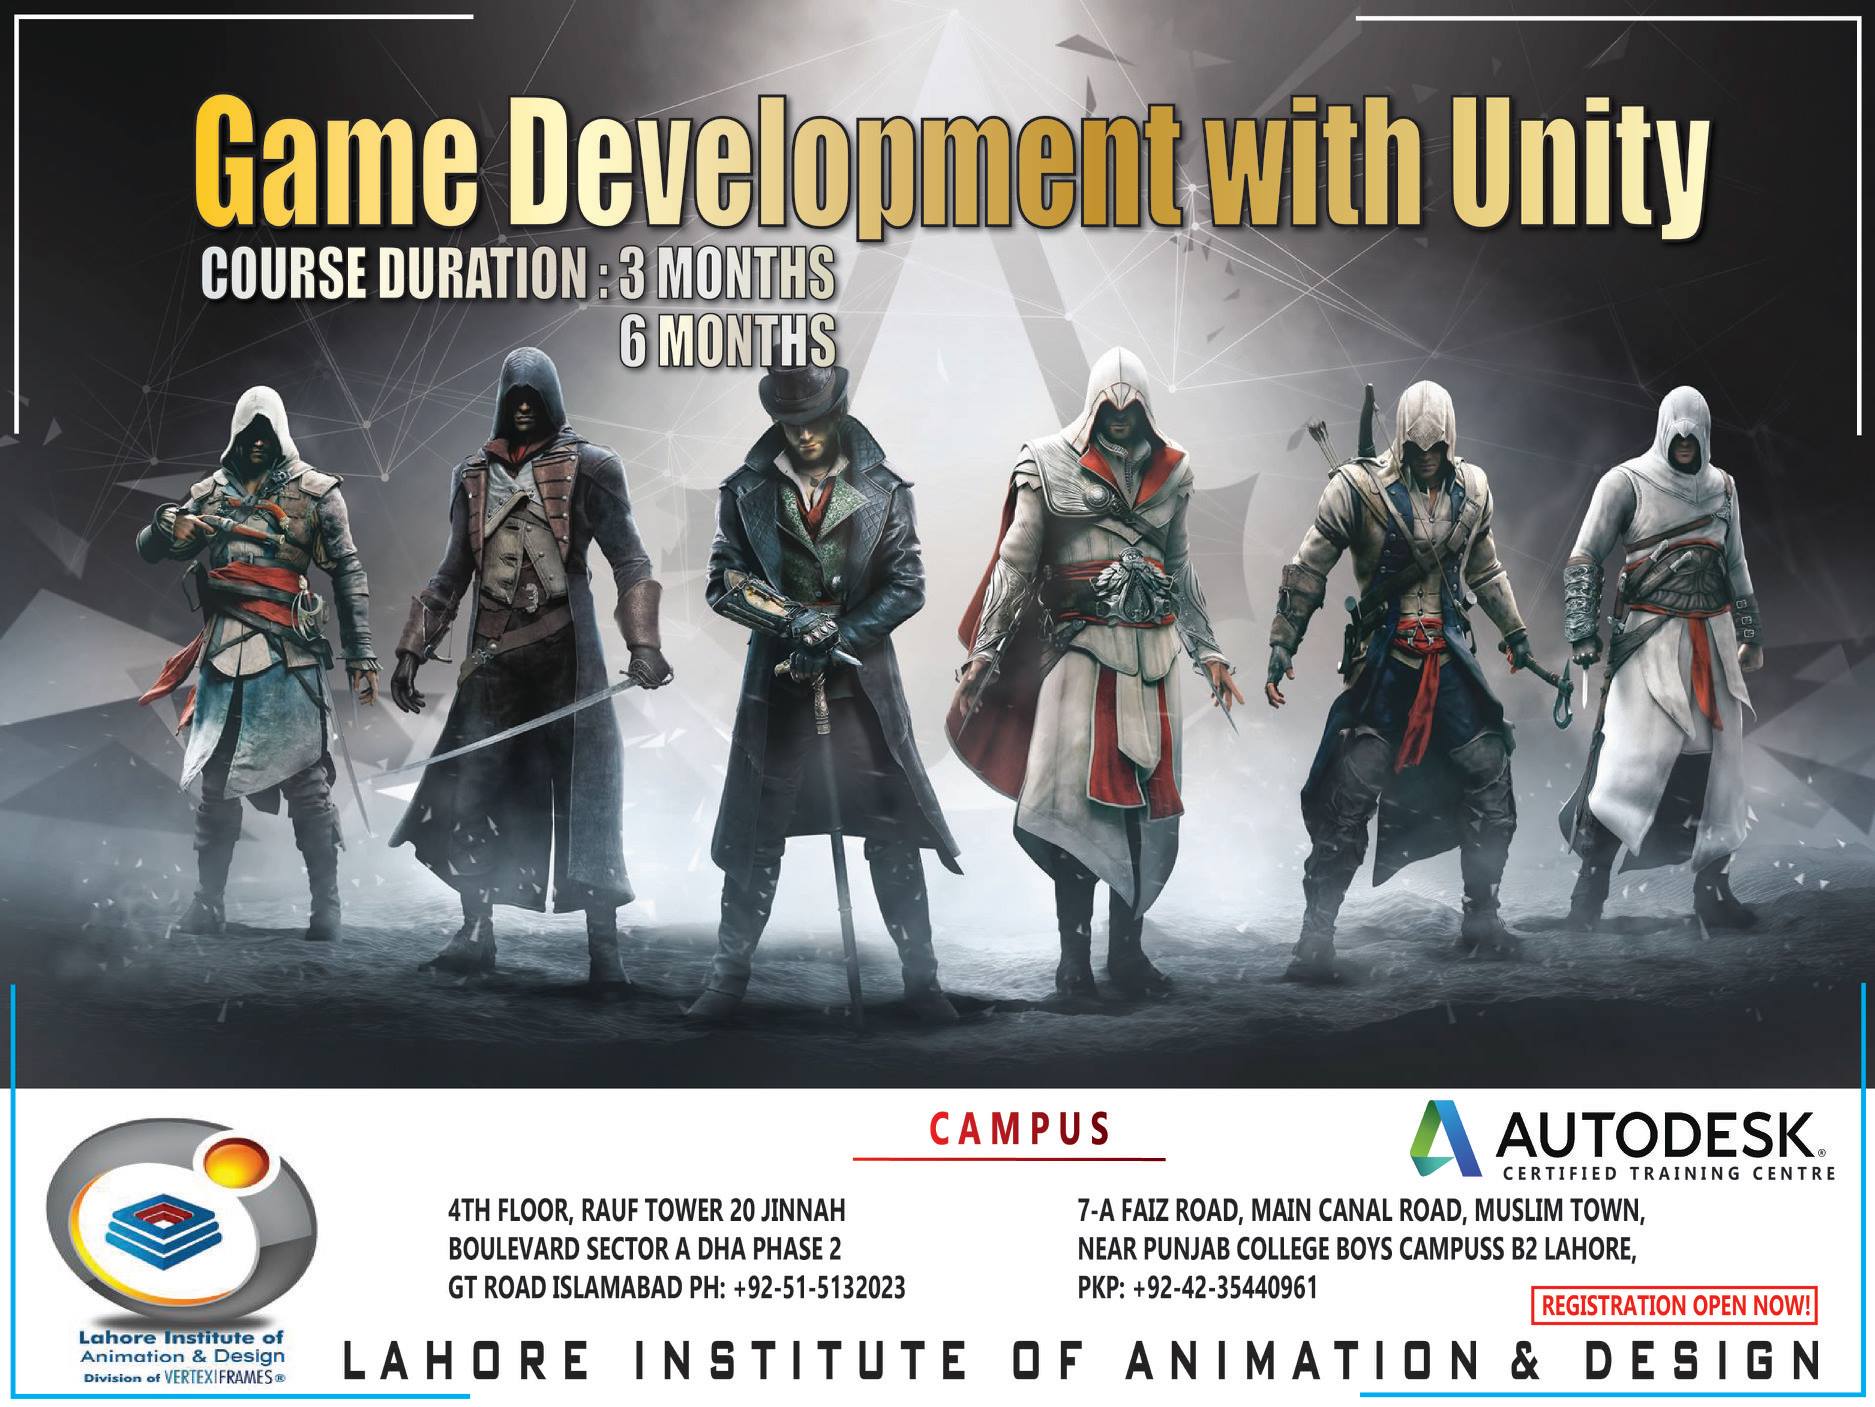 Game Development with Unity
COURSE DURATION : 3 MONTHS
6 MONTHS
CAMPUS
AUTODESK®
CERTIFIED TRAINING CENTRE
4TH FLOOR, RAUF TOWER 20 JINNAH
BOULEVARD SECTOR A DHA PHASE 2
GT ROAD ISLAMABAD PH: +92-51-5132023
7-A FAIZ ROAD, MAIN CANAL ROAD, MUSLIM TOWN,
NEAR PUNJAB COLLEGE BOYS CAMPUSS B2 LAHORE,
PKP: +92-42-35440961
REGISTRATION OPEN NOW!
Lahore Institute of
Animation & Design
Division of VERTEXIFRAMES®
LAHORE INSTITUTE OF ANIMATION & DESIGN